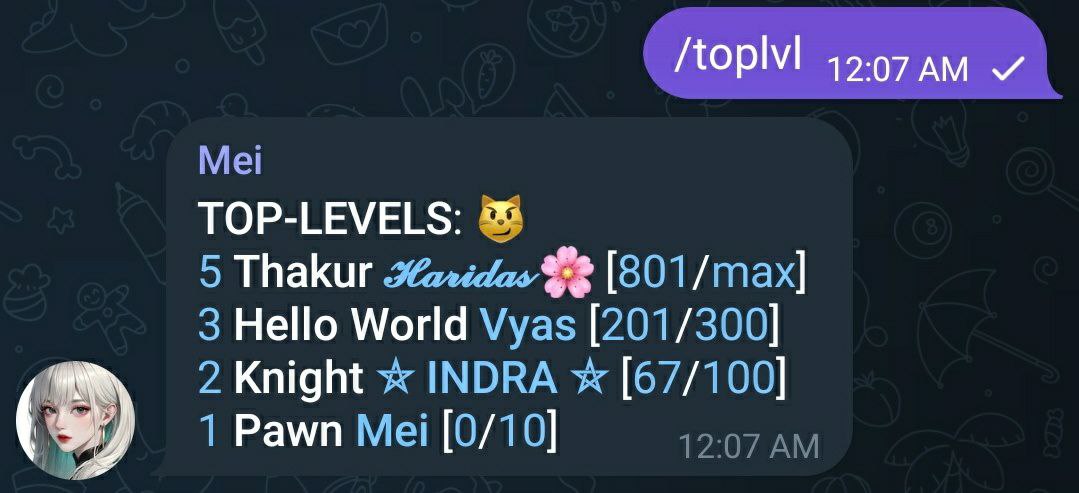 /toplvl 12:07 AM
Mei
TOP-LEVELS: 😼
5 Thakur 𝓗𝓪𝓻𝓲𝓭𝓪𝓼🌸 [801/max]
3 Hello World Vyas [201/300]
2 Knight ⛤ INDRA ⛤ [67/100]
1 Pawn Mei [0/10]
12:07 AM